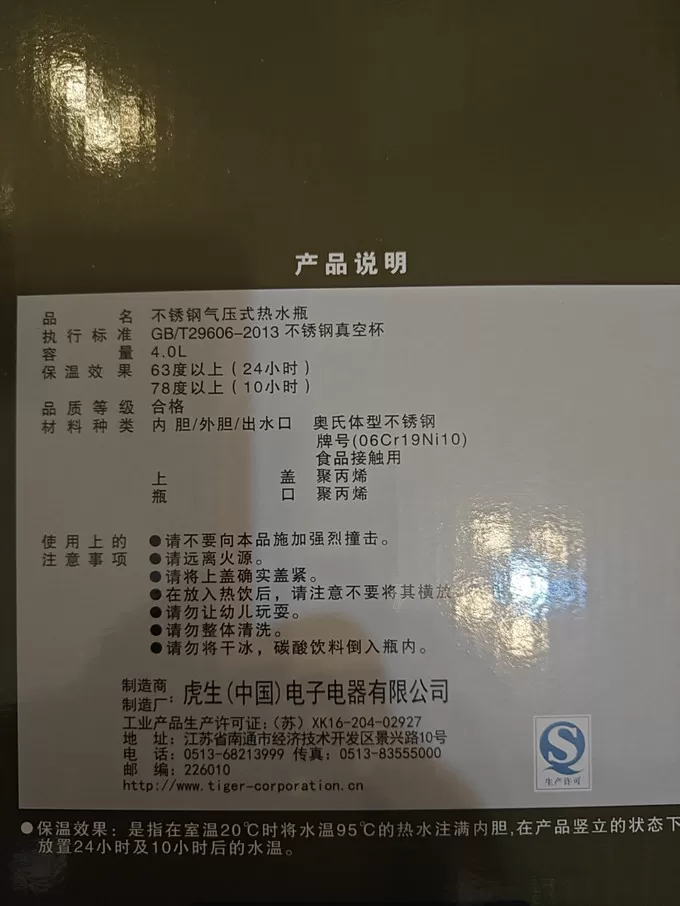 产品说明
品名 不锈钢气压式热水瓶
执行标准 GB/T29606-2013 不锈钢真空杯
容量 4.0L
保温效果 63度以上(24小时)
78度以上(10小时)
品质等级 合格
材料种类 内胆/外胆/出水口 奥氏体型不锈钢
牌号(06Cr19Ni10)
食品接触用
上盖 聚丙烯
瓶口 聚丙烯
使用上的 ●请不要向本品施加强烈撞击。
注意事项 ●请远离火源。
●请将上盖确实盖紧。
●在放入热饮后，请注意不要将其横放
●请勿让幼儿玩耍。
●请勿整体清洗。
●请勿将干冰，碳酸饮料倒入瓶内。
制造商
制造厂：虎生(中国)电子电器有限公司
工业产品生产许可证：(苏) XK16-204-02927
地址：江苏省南通市经济技术开发区景兴路10号
电话：0513-68213999 传真：0513-83555000
邮编：226010
http://www.tiger-corporation.cn
生产许可
●保温效果：是指在室温20℃时将水温95℃的热水注满内胆,在产品竖立的状态下
放置24小时及10小时后的水温。